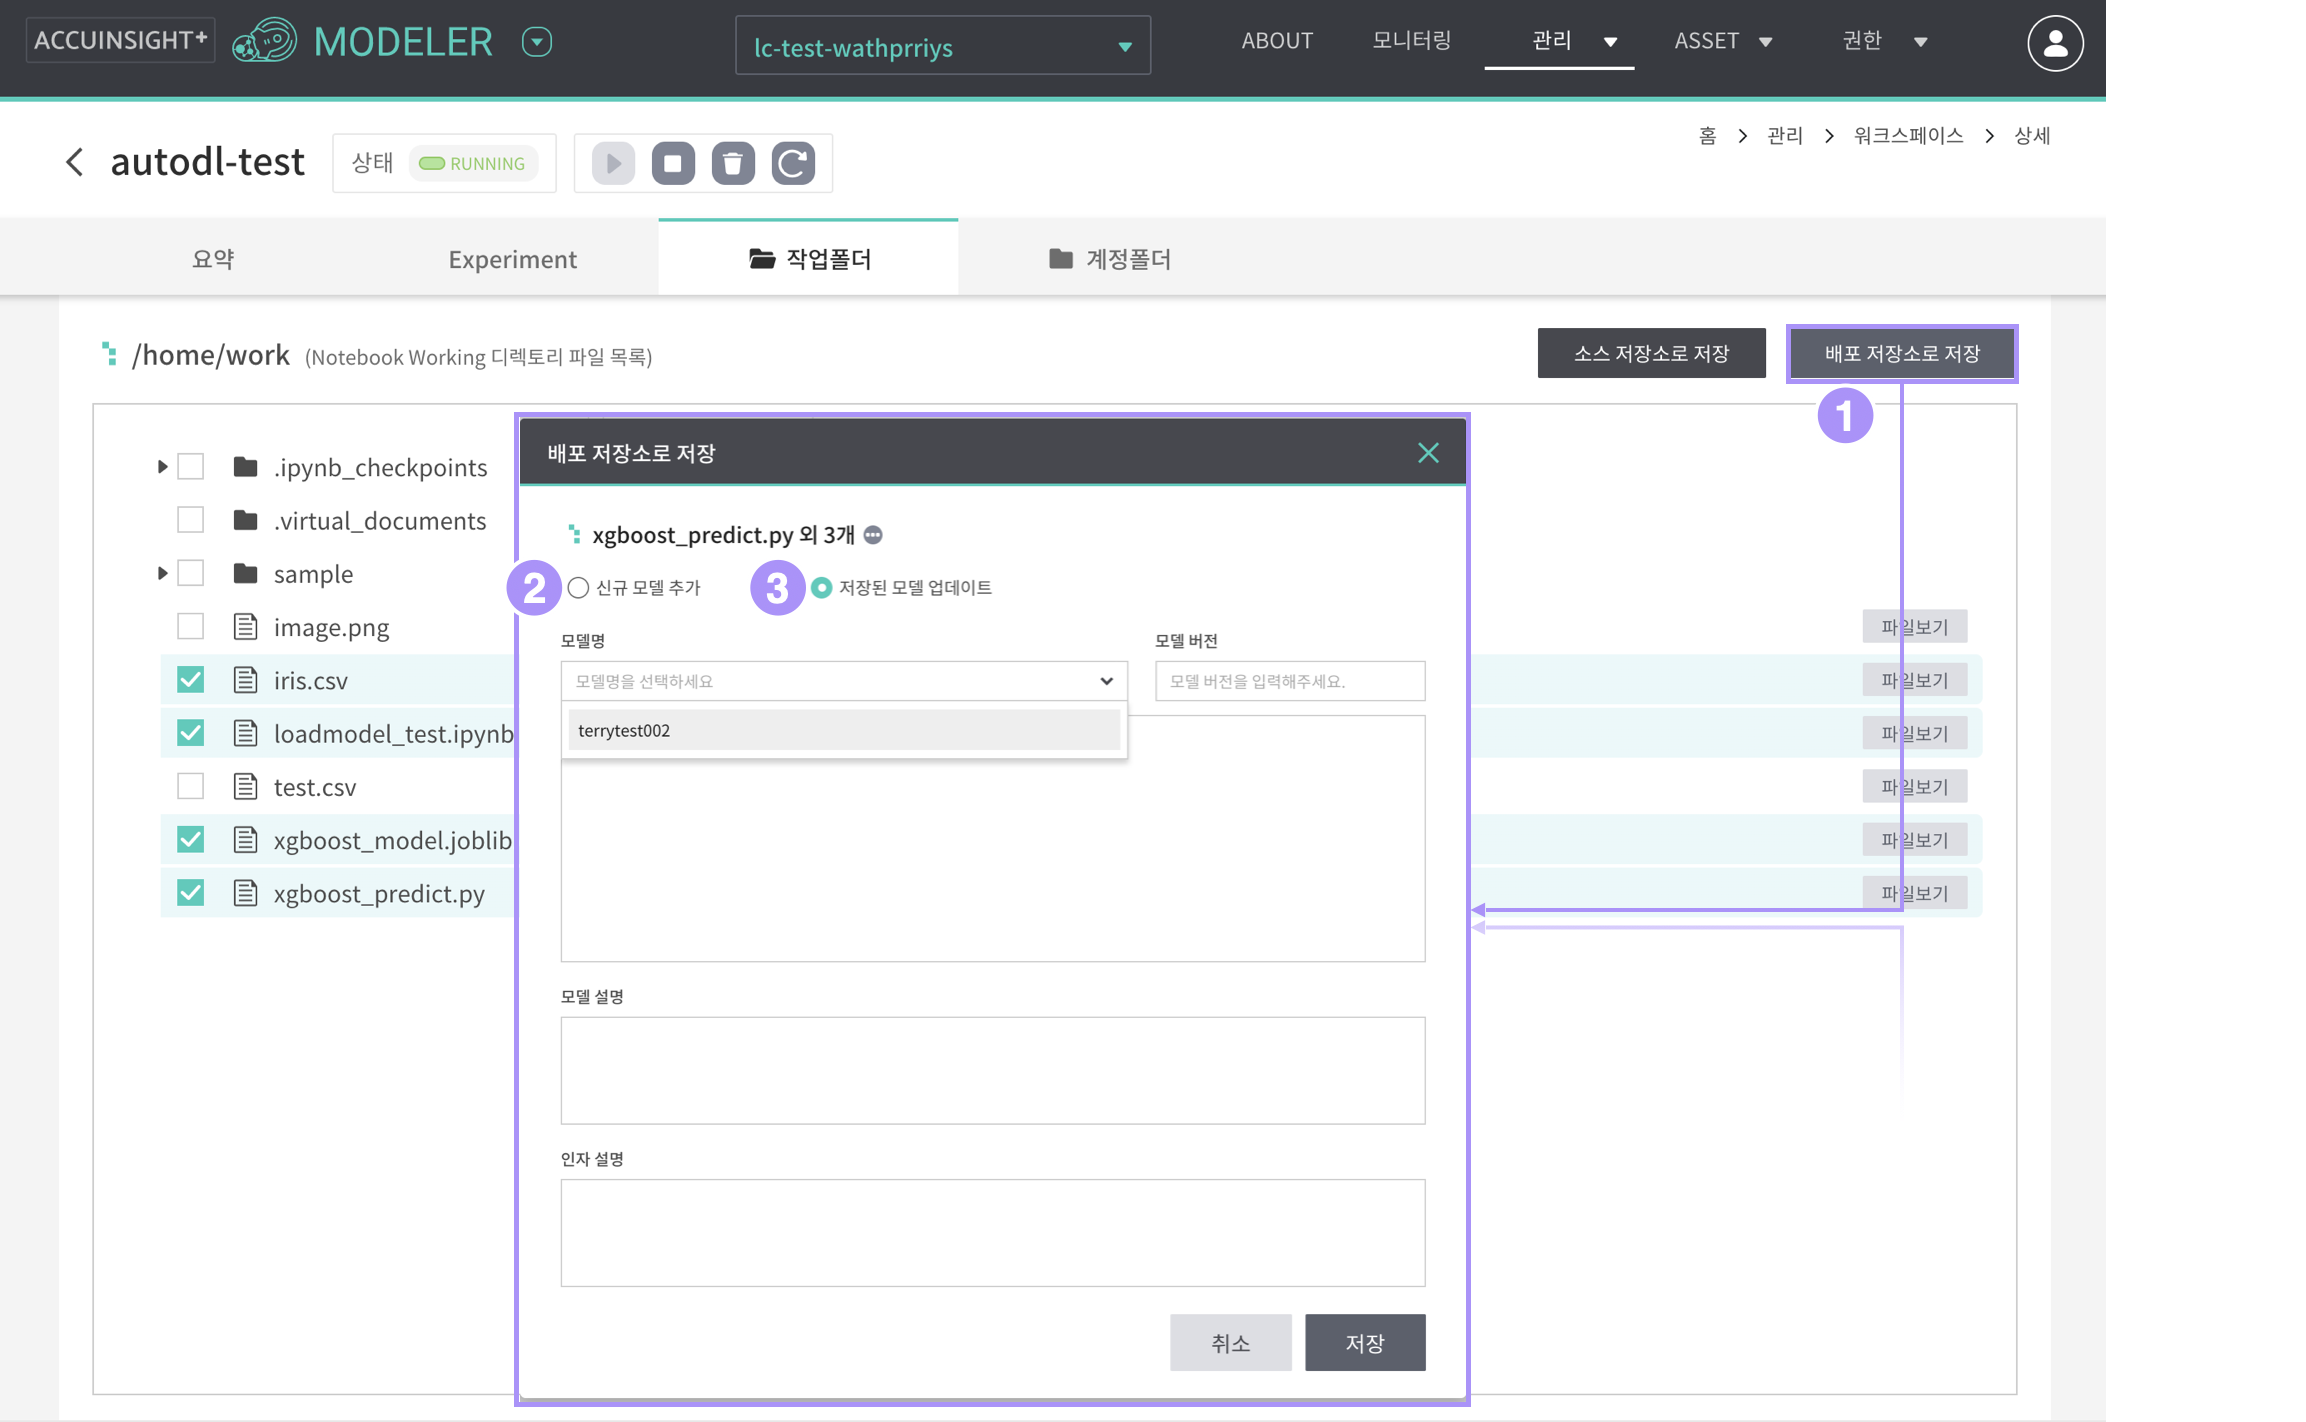 ACCUINSIGHT+ MODELER lc-test-wathprriys ABOUT 모니터링 관리 ASSET 권한
홈 > 관리 > 워크스페이스 > 상세
autodl-test 상태 RUNNING
요약 Experiment 작업폴더 계정폴더
/home/work (Notebook Working 디렉토리 파일 목록) 소스 저장소로 저장 배포 저장소로 저장
1
배포 저장소로 저장
.ipynb_checkpoints
.virtual_documents
sample
image.png 파일보기
iris.csv 파일보기
loadmodel_test.ipynb 파일보기
test.csv 파일보기
xgboost_model.joblib 파일보기
xgboost_predict.py 파일보기
xgboost_predict.py 외 3개
2 신규 모델 추가 3 저장된 모델 업데이트
모델명 모델 버전
모델명을 선택하세요 모델 버전을 입력해주세요.
terrytest002
모델 설명
인자 설명
취소 저장